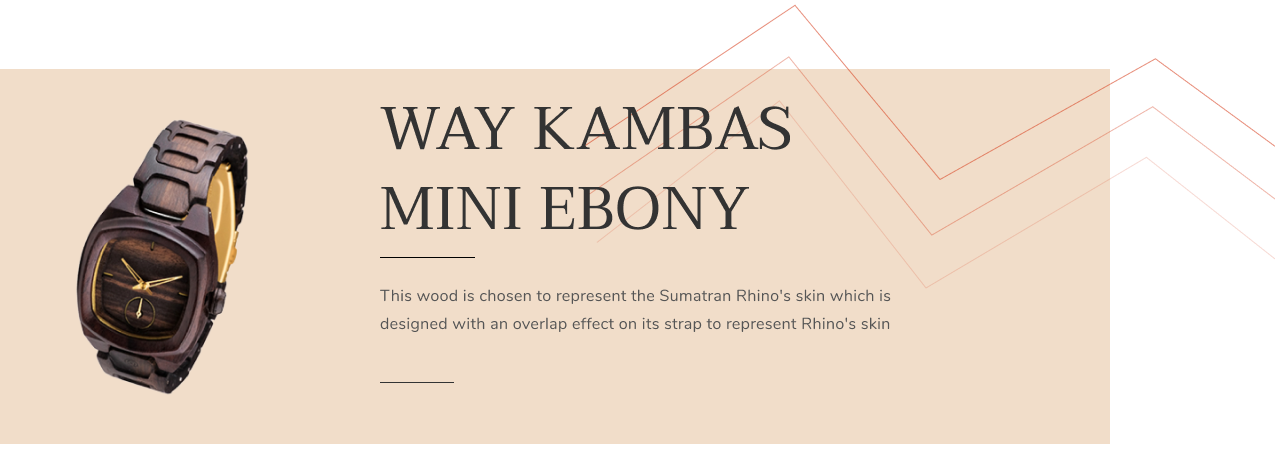 WAY KAMBAS
MINI EBONY
This wood is chosen to represent the Sumatran Rhino's skin which is
designed with an overlap effect on its strap to represent Rhino's skin